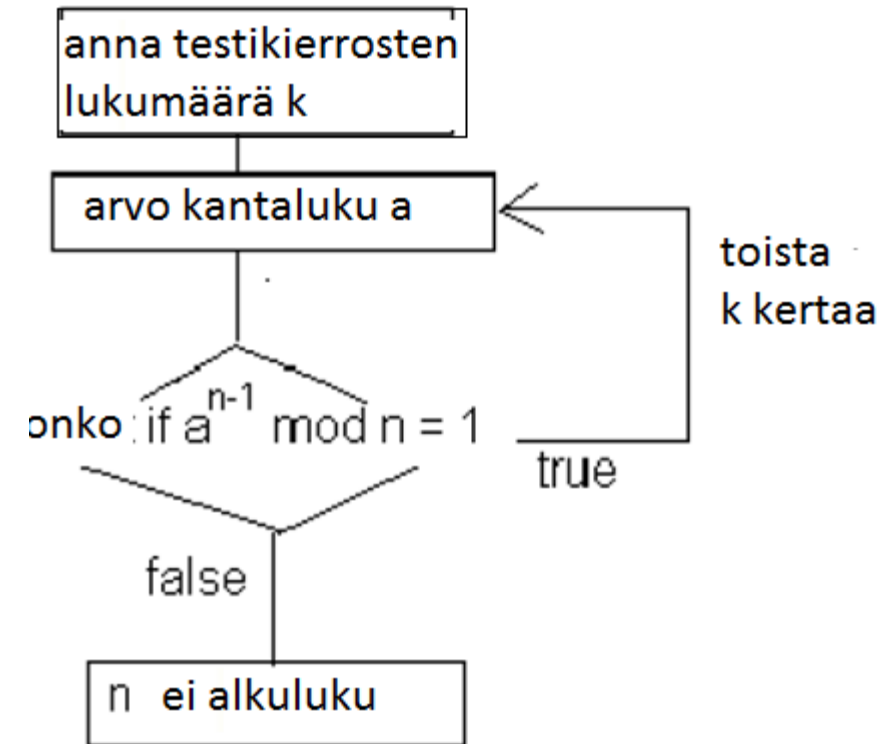 anna testikierrosten
lukumäärä k
arvo kantaluku a
toista
k kertaa
onko if a^n-1 mod n = 1
true
false
n ei alkuluku